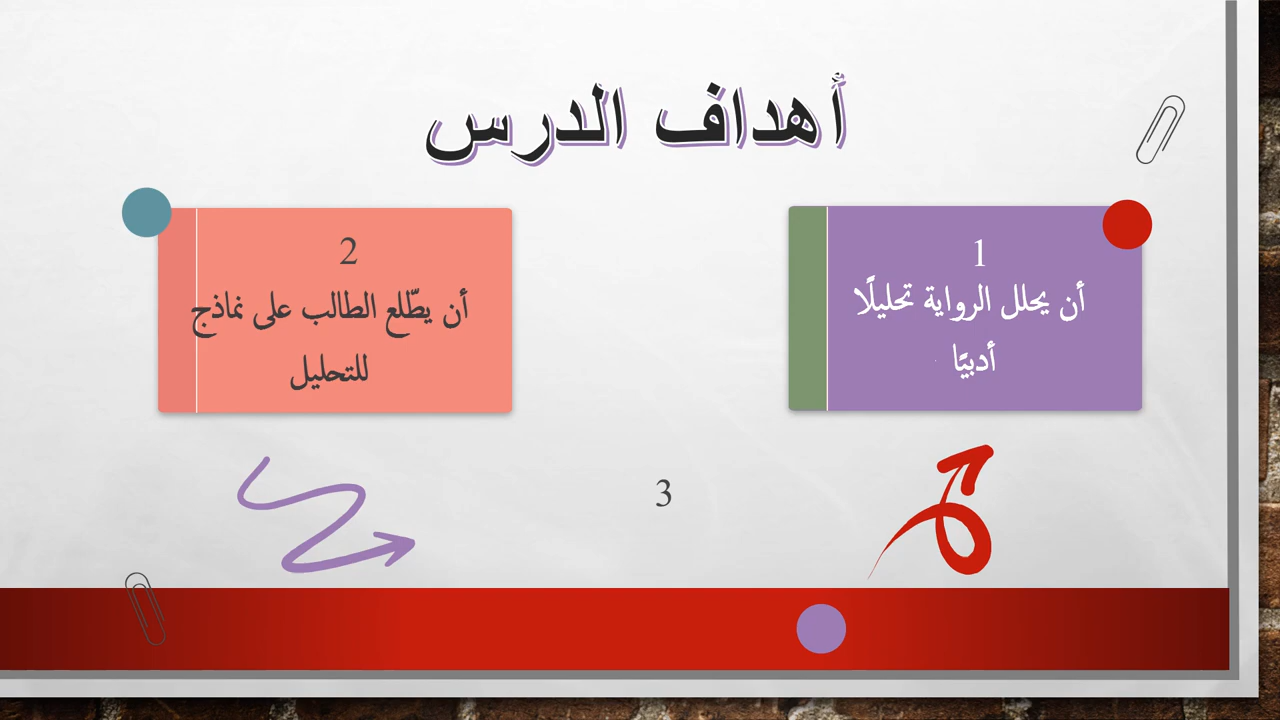 أهداف الدرس
1
أن يحلل الرواية تحليلًا
أدبيًا
2
أن يطّلع الطالب على نماذج
للتحليل
3